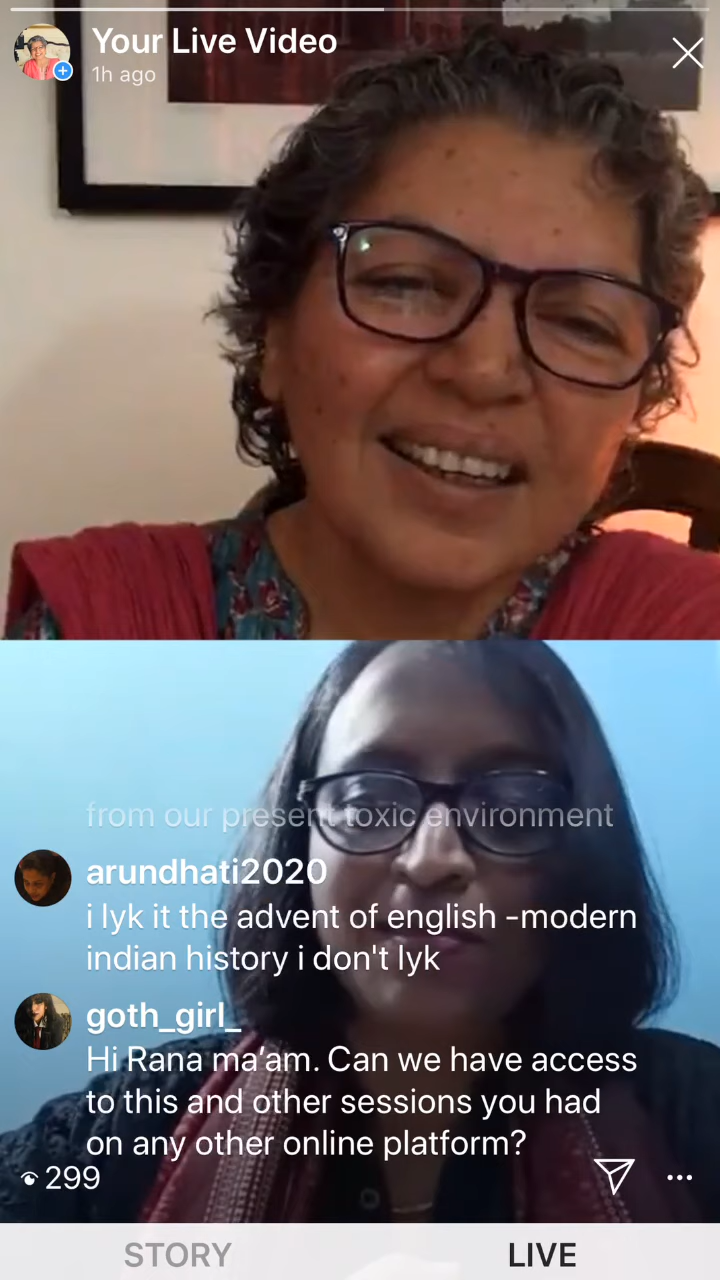 Your Live Video
1h ago
from our present toxic environment
arundhati2020
i lyk it the advent of english -modern
indian history i don't lyk
goth_girl_
Hi Rana ma’am. Can we have access
to this and other sessions you had
on any other online platform?
299
STORY
LIVE